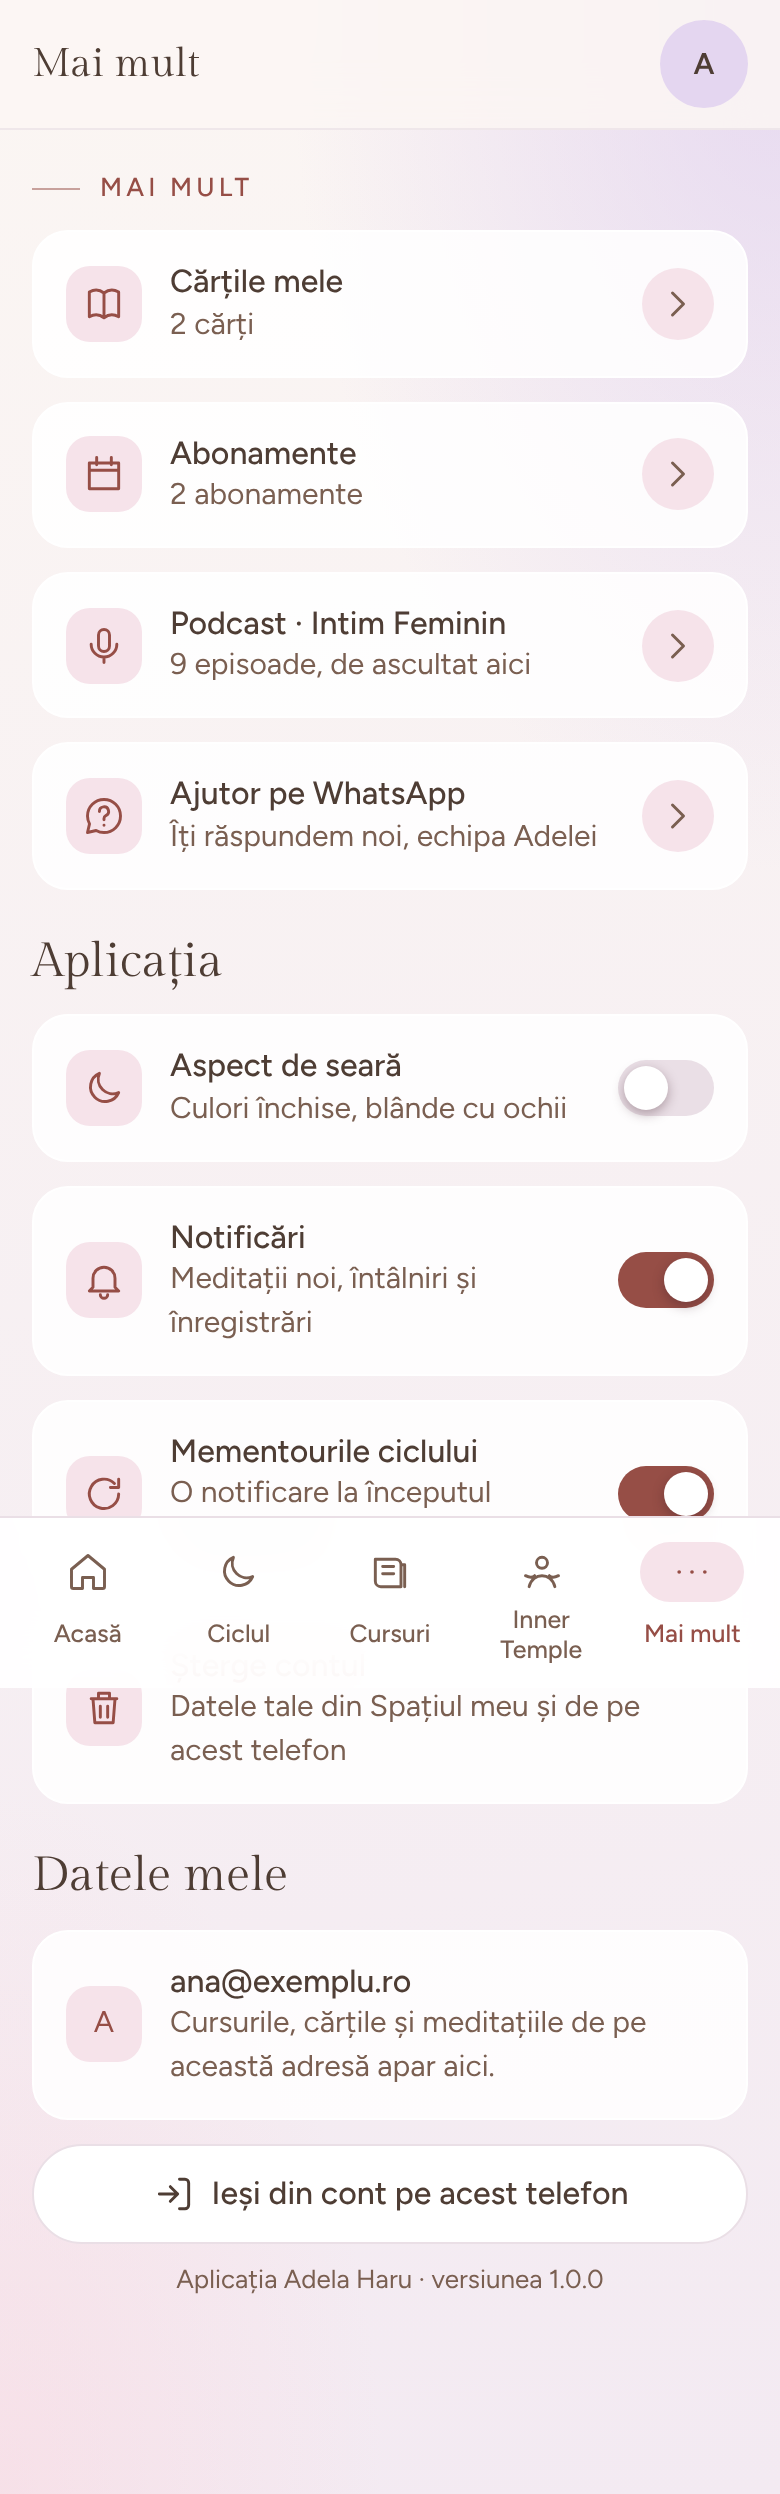 Mai mult
A
MAI MULT
Cărțile mele
2 cărți
Abonamente
2 abonamente
Podcast · Intim Feminin
9 episoade, de ascultat aici
Ajutor pe WhatsApp
Îți răspundem noi, echipa Adelei
Aplicația
Aspect de seară
Culori închise, blânde cu ochii
Notificări
Meditații noi, întâlniri și
înregistrări
Mementourile ciclului
O notificare la începutul
Acasă
Ciclul
Cursuri
Inner
Temple
Mai mult
Șterge contul
Datele tale din Spațiul meu și de pe
acest telefon
Datele mele
A
ana@exemplu.ro
Cursurile, cărțile și meditațiile de pe
această adresă apar aici.
Ieși din cont pe acest telefon
Aplicația Adela Haru · versiunea 1.0.0